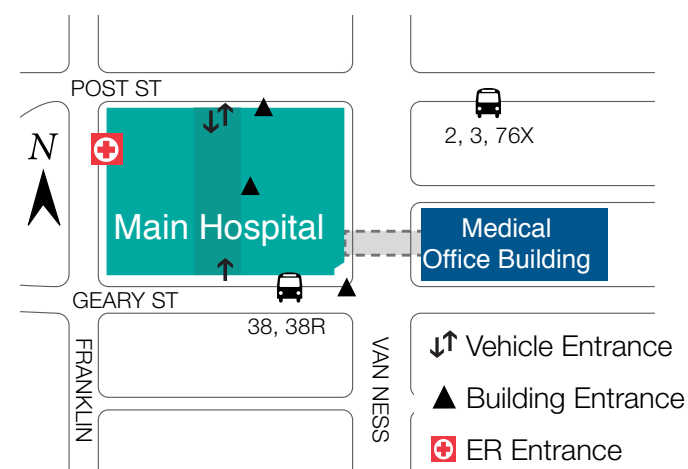 POST ST
N
2, 3, 76X
Main Hospital
Medical
Office Building
GEARY ST
38, 38R
FRANKLIN
VAN NESS
Vehicle Entrance
Building Entrance
ER Entrance